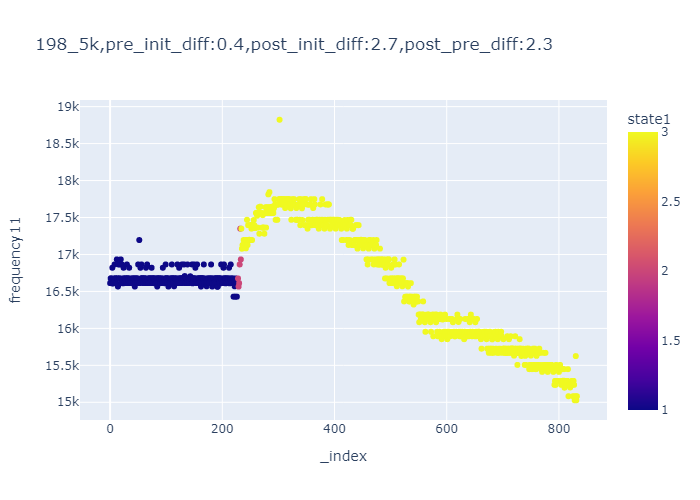 198_5k,pre_init_diff:0.4,post_init_diff:2.7,post_pre_diff:2.3
19k
18.5k
18k
17.5k
17k
16.5k
16k
15.5k
15k
frequency11
0
200
400
600
800
_index
state1
3
2.5
2
1.5
1